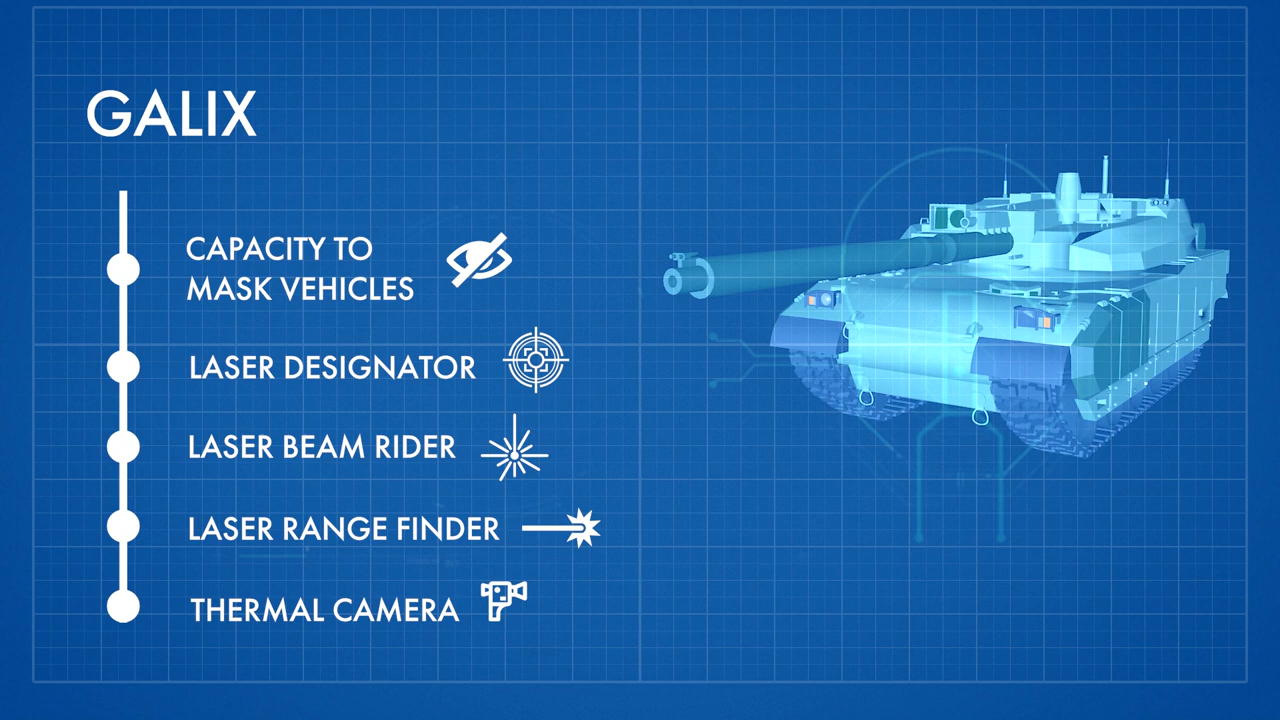 GALIX
CAPACITY TO
MASK VEHICLES
LASER DESIGNATOR
LASER BEAM RIDER
LASER RANGE FINDER
THERMAL CAMERA